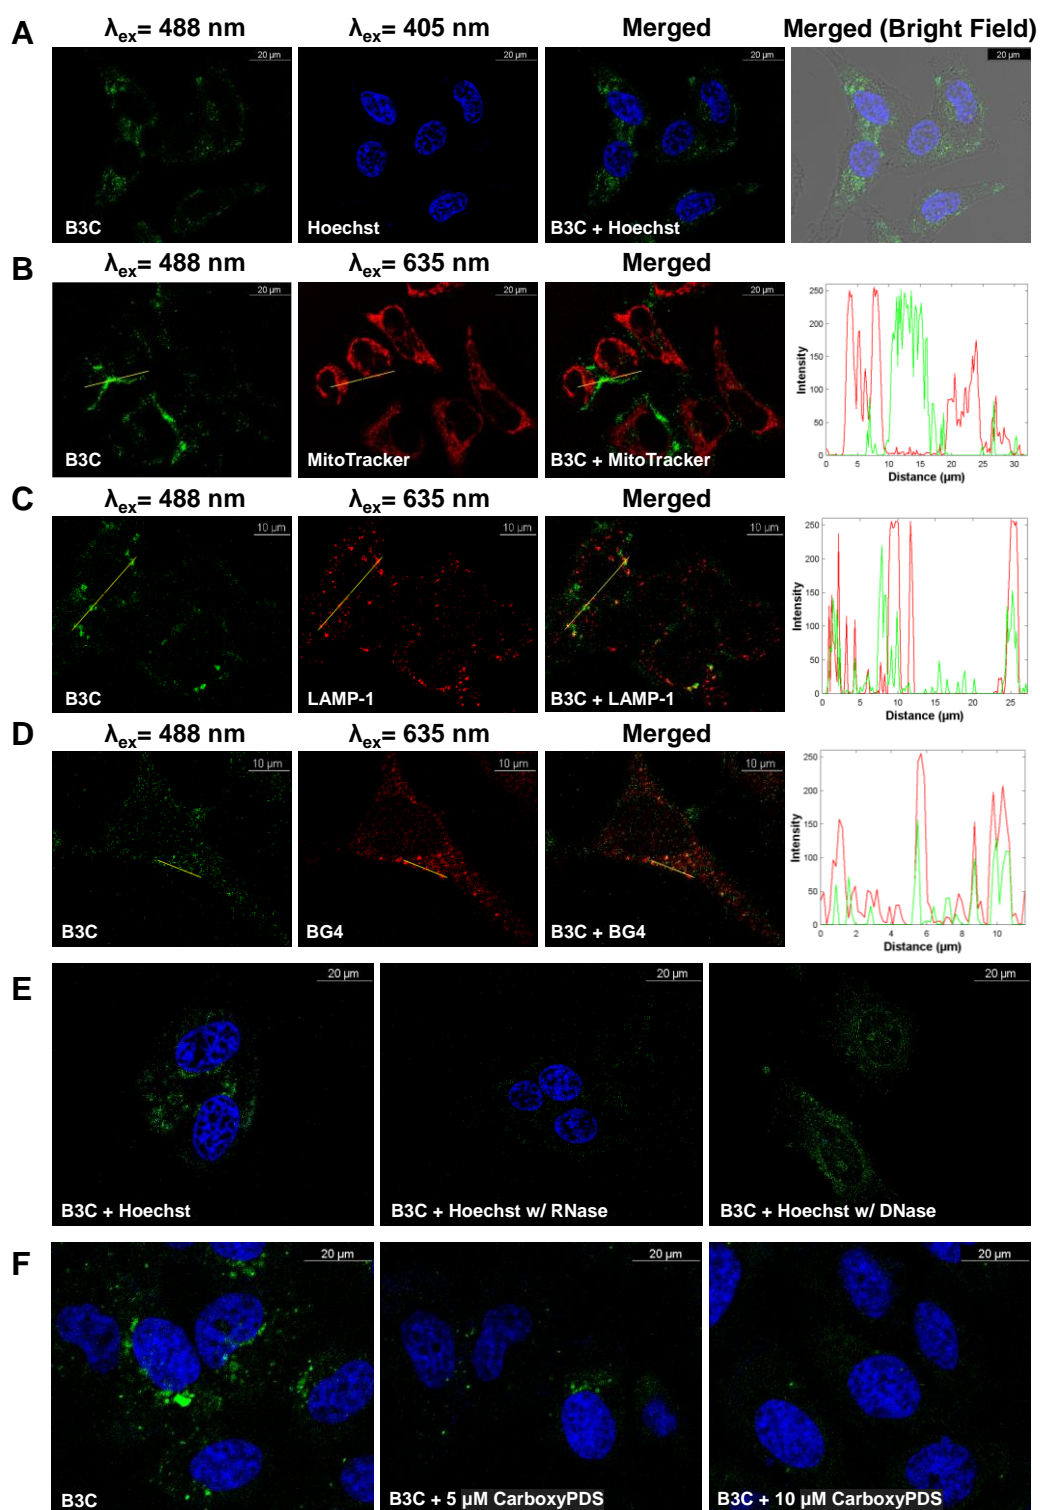 A
λex= 488 nm
λex= 405 nm
Merged
Merged (Bright Field)
20 µm
20 µm
20 µm
20 µm
B3C
Hoechst
B3C + Hoechst
B
λex= 488 nm
λex= 635 nm
Merged
20 µm
20 µm
20 µm
B3C
MitoTracker
B3C + MitoTracker
Intensity
250
200
150
100
50
0
0 5 10 15 20 25 30
Distance (µm)
C
λex= 488 nm
λex= 635 nm
Merged
10 µm
10 µm
10 µm
B3C
LAMP-1
B3C + LAMP-1
Intensity
250
200
150
100
50
0
0 5 10 15 20 25
Distance (µm)
D
λex= 488 nm
λex= 635 nm
Merged
10 µm
10 µm
10 µm
B3C
BG4
B3C + BG4
Intensity
250
200
150
100
50
0
0 2 4 6 8 10
Distance (µm)
E
20 µm
20 µm
20 µm
B3C + Hoechst
B3C + Hoechst w/ RNase
B3C + Hoechst w/ DNase
F
20 µm
20 µm
20 µm
B3C
B3C + 5 µM CarboxyPDS
B3C + 10 µM CarboxyPDS